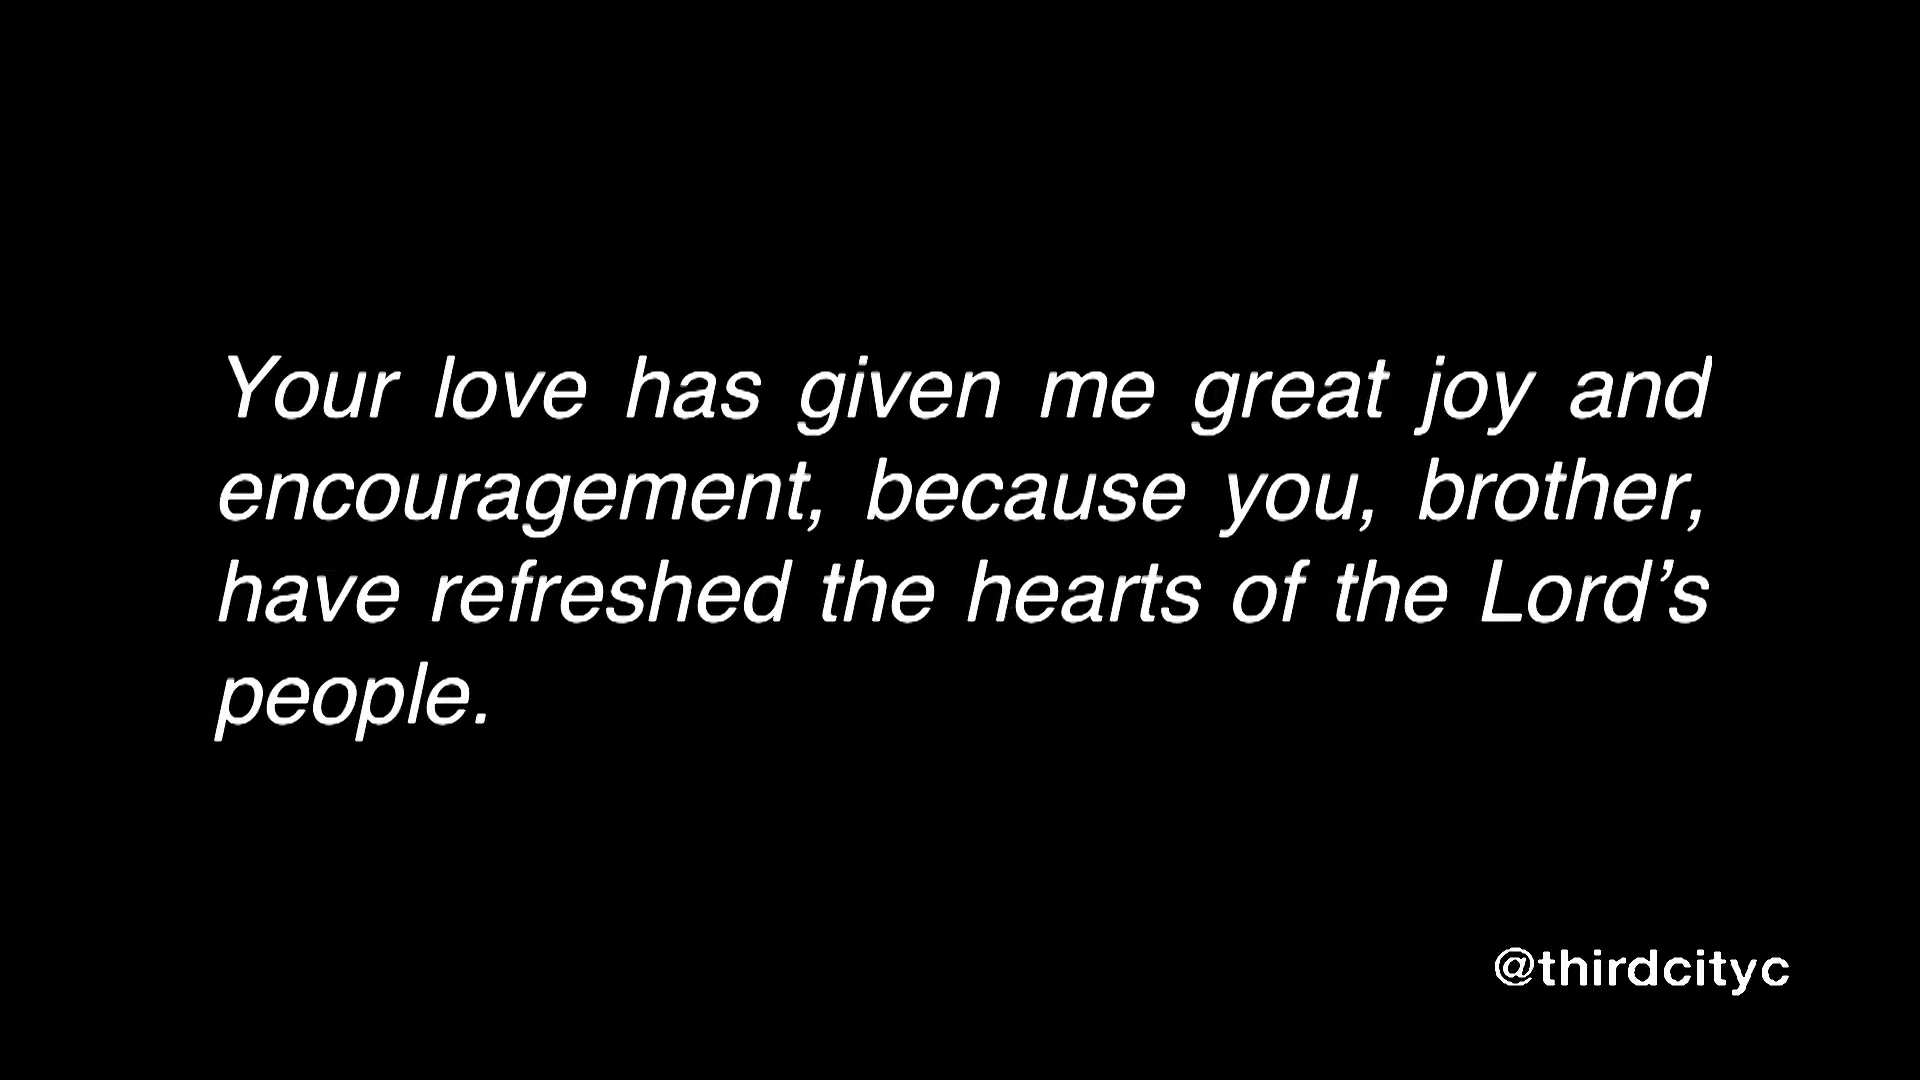 Your love has given me great joy and
encouragement, because you, brother,
have refreshed the hearts of the Lord’s
people.
@thirdcityc